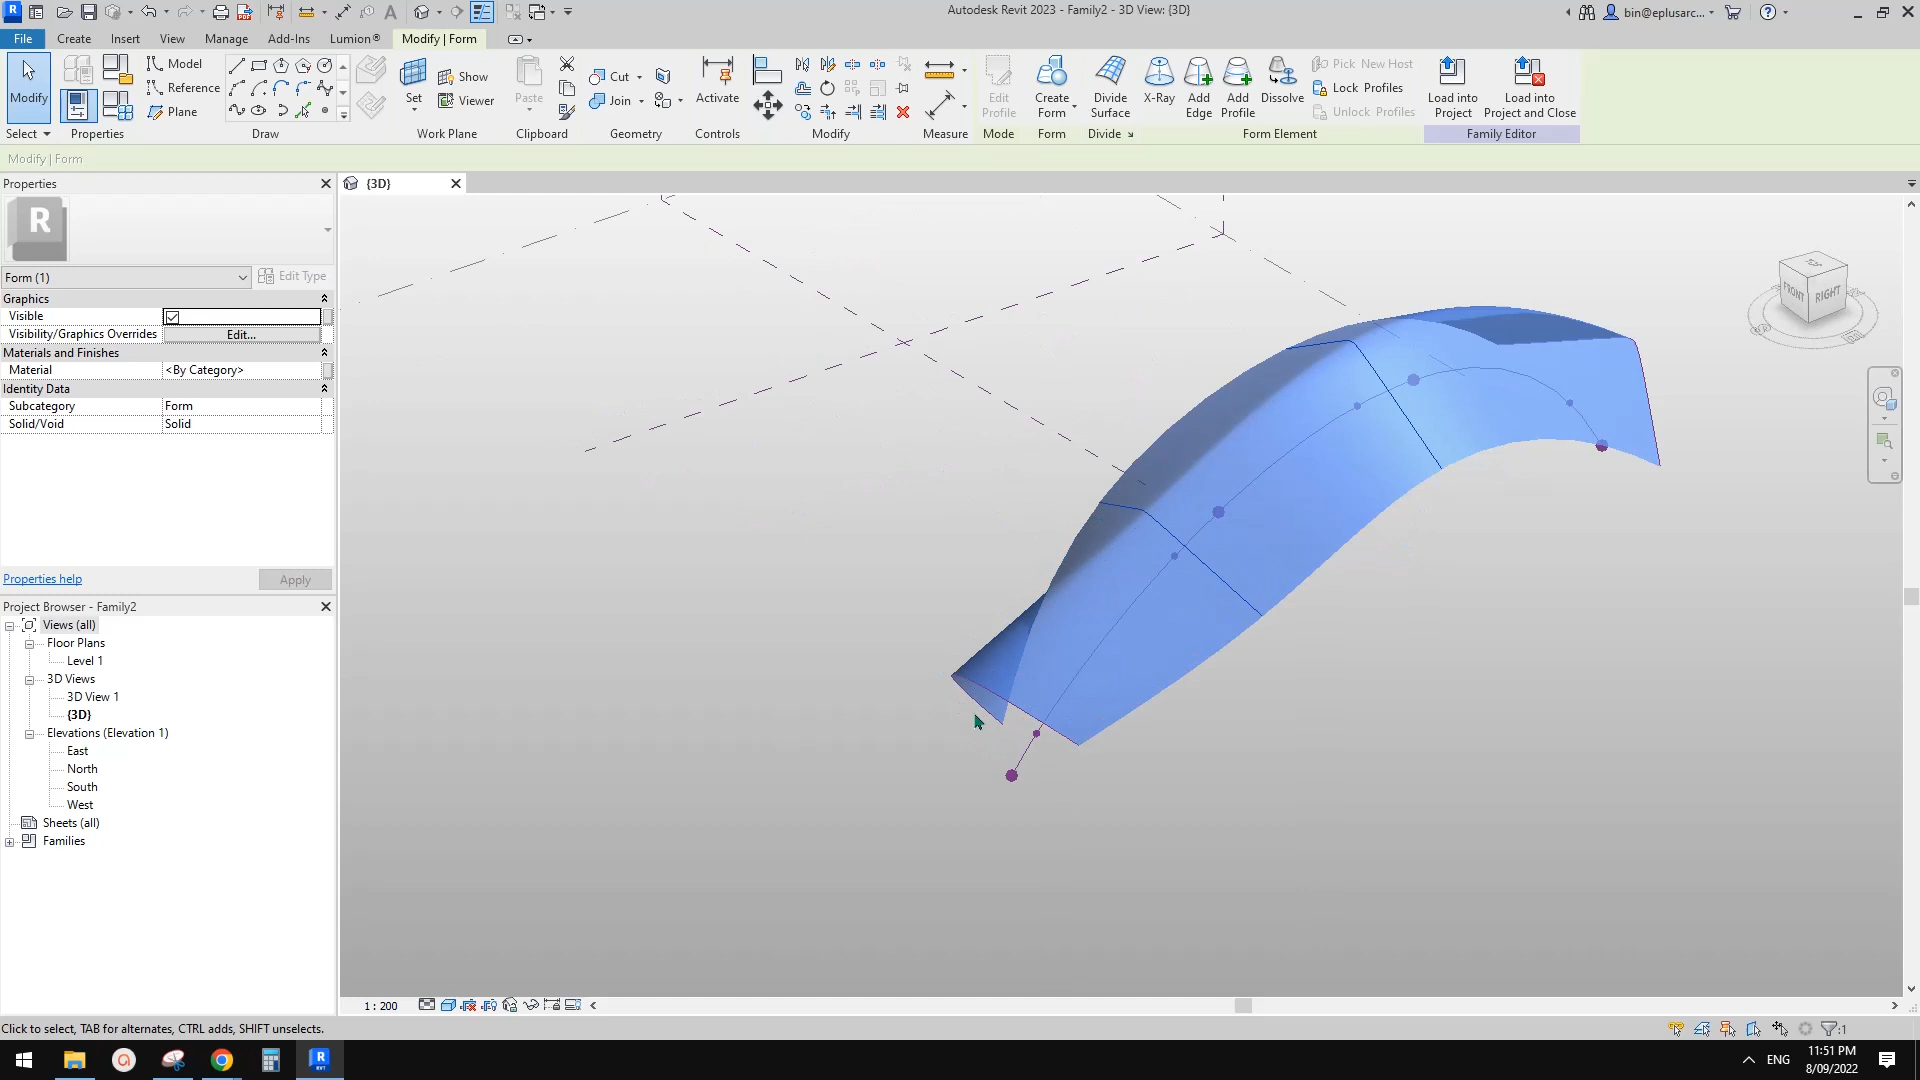 Autodesk Revit 2023 - Family2 - 3D View: {3D}
bin@eplusarc...
File Create Insert View Manage Add-Ins Lumion® Modify | Form
Modify
Select
Properties
Model
Reference
Plane
Draw
Set
Show
Viewer
Work Plane
Paste
Clipboard
Cut
Join
Geometry
Activate
Controls
Modify
Measure
Edit
Profile
Mode
Create
Form
Form
Divide
Surface
Divide
X-Ray
Add
Edge
Add
Profile
Dissolve
Pick New Host
Lock Profiles
Unlock Profiles
Form Element
Load into
Project
Load into
Project and Close
Family Editor
Modify | Form
Properties
{3D}
R
Form (1)
Edit Type
Graphics
Visible
Visibility/Graphics Overrides Edit...
Materials and Finishes
Material <By Category>
Identity Data
Subcategory Form
Solid/Void Solid
Properties help
Apply
Project Browser - Family2
Views (all)
Floor Plans
Level 1
3D Views
3D View 1
{3D}
Elevations (Elevation 1)
East
North
South
West
Sheets (all)
Families
FRONT
RIGHT
1 : 200
Click to select, TAB for alternates, CTRL adds, SHIFT unselects.
:1
ENG
11:51 PM
8/09/2022